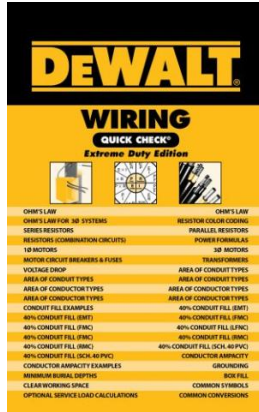 DEWALT®
WIRING
QUICK CHECK®
Extreme Duty Edition
OHM'S LAW OHM'S LAW
OHM'S LAW FOR 3Ø SYSTEMS RESISTOR COLOR CODING
SERIES RESISTORS PARALLEL RESISTORS
RESISTORS (COMBINATION CIRCUITS) POWER FORMULAS
1Ø MOTORS 3Ø MOTORS
MOTOR CIRCUIT BREAKERS & FUSES TRANSFORMERS
VOLTAGE DROP AREA OF CONDUIT TYPES
AREA OF CONDUIT TYPES AREA OF CONDUIT TYPES
AREA OF CONDUCTOR TYPES AREA OF CONDUCTOR TYPES
CONDUIT FILL EXAMPLES 40% CONDUIT FILL (EMT)
40% CONDUIT FILL (EMT) 40% CONDUIT FILL (FMC)
40% CONDUIT FILL (FMC) 40% CONDUIT FILL (LFNC)
40% CONDUIT FILL (RMC) 40% CONDUIT FILL (RMC)
40% CONDUIT FILL (RMC) 40% CONDUIT FILL (SCH. 40 PVC)
40% CONDUIT FILL (SCH. 40 PVC) CONDUCTOR AMPACITY
CONDUCTOR AMPACITY EXAMPLES GROUNDING
MINIMUM BURIAL DEPTHS BOX FILL
CLEAR WORKING SPACE COMMON SYMBOLS
OPTIONAL SERVICE LOAD CALCULATIONS COMMON CONVERSIONS